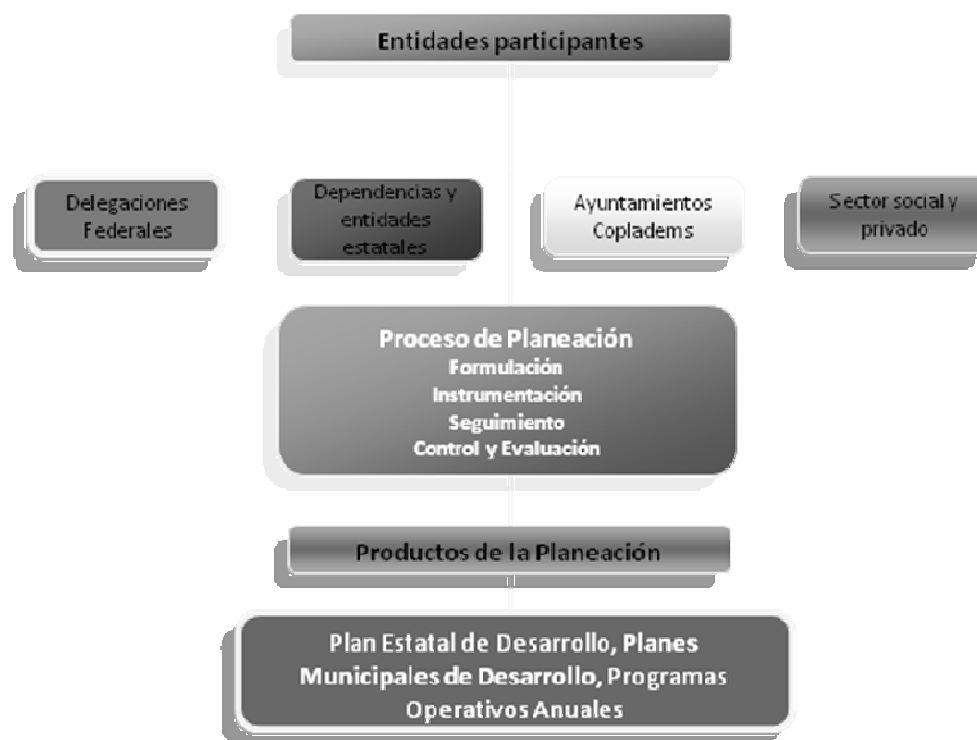 Entidades participantes
Delegaciones
Federales
Dependencias y
entidades
estatales
Ayuntamientos
Copladems
Sector social y
privado
Proceso de Planeación
Formulación
Instrumentación
Seguimiento
Control y Evaluación
Productos de la Planeación
Plan Estatal de Desarrollo, Planes
Municipales de Desarrollo, Programas
Operativos Anuales